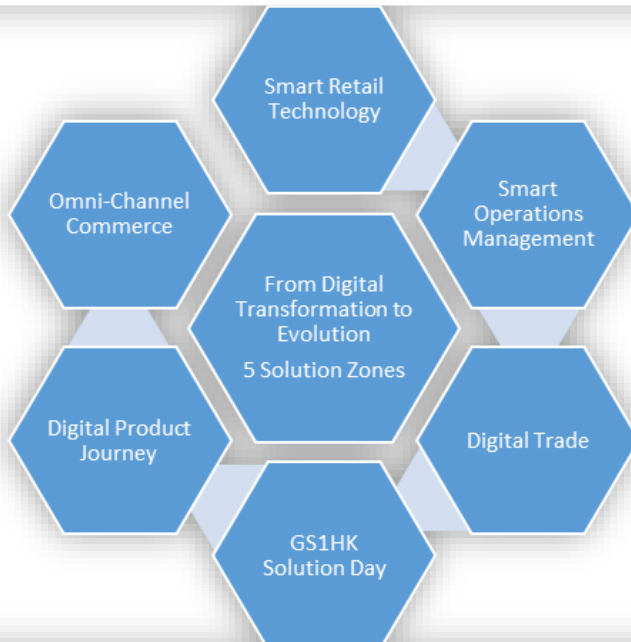 Smart Retail
Technology
Omni-Channel
Commerce
Smart
Operations
Management
From Digital
Transformation to
Evolution
5 Solution Zones
Digital Product
Journey
Digital Trade
GS1HK
Solution Day